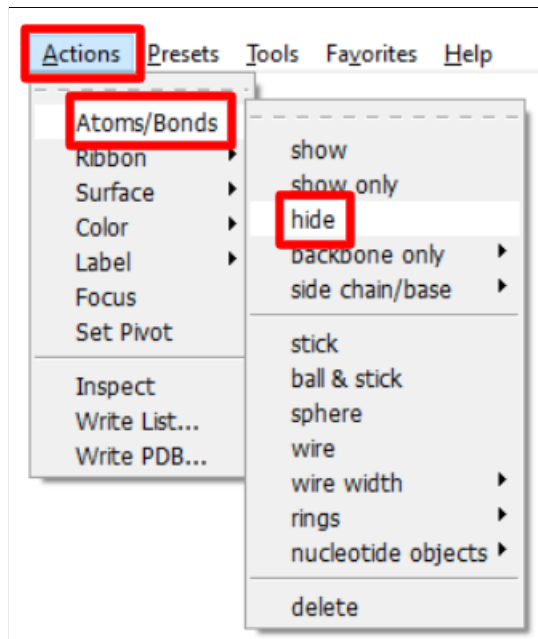 Actions Presets Tools Favorites Help
Atoms/Bonds
Ribbon
Surface
Color
Label
Focus
Set Pivot
Inspect
Write List...
Write PDB...
show
show only
hide
backbone only
side chain/base
stick
ball & stick
sphere
wire
wire width
rings
nucleotide objects
delete